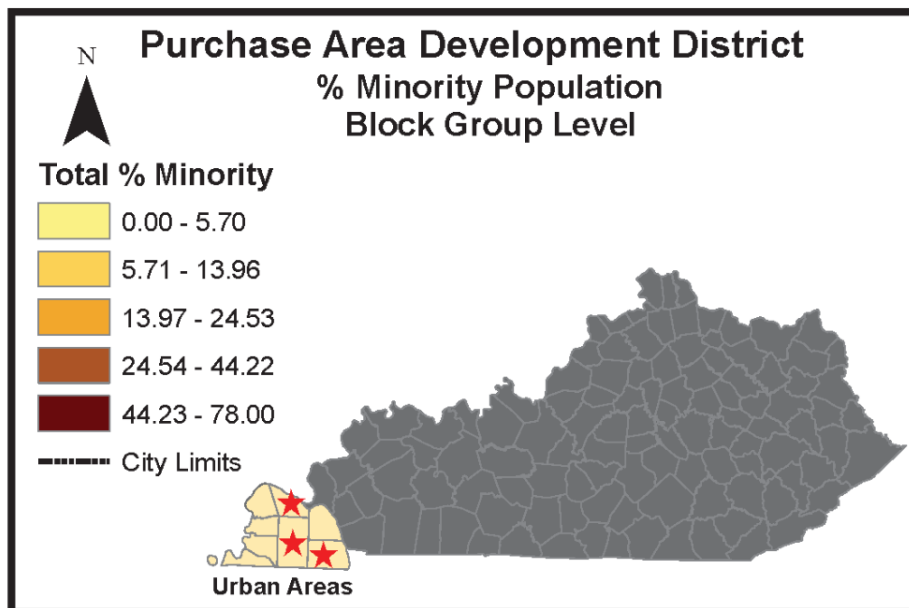 Purchase Area Development District
% Minority Population
Block Group Level
N
Total % Minority
0.00 - 5.70
5.71 - 13.96
13.97 - 24.53
24.54 - 44.22
44.23 - 78.00
City Limits
Urban Areas